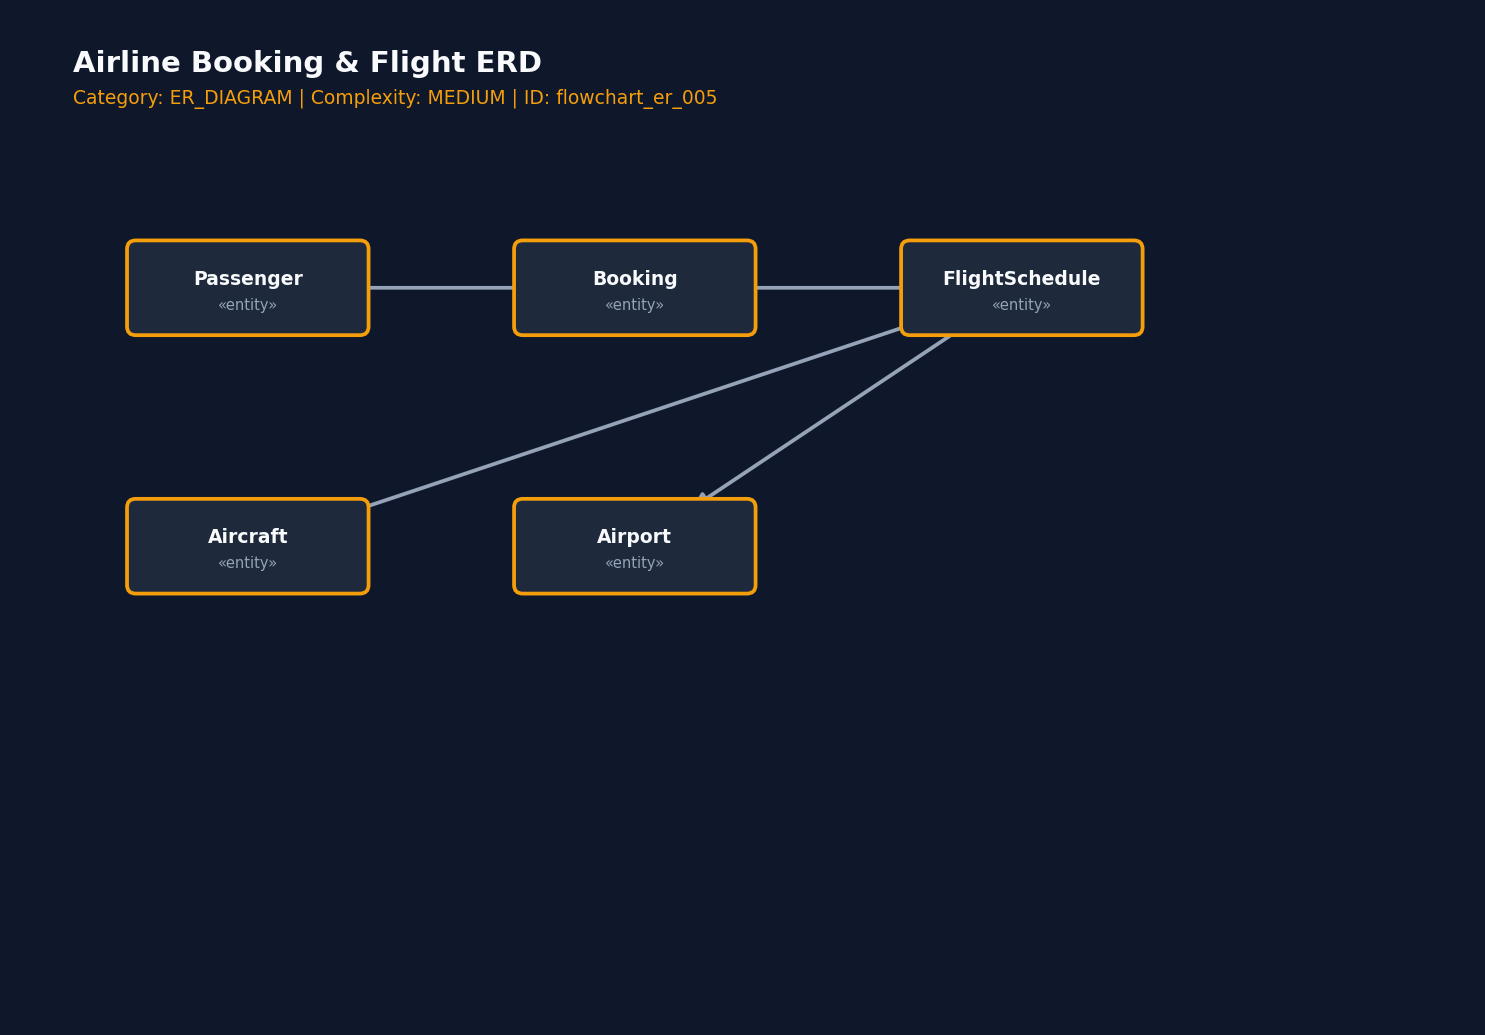 Airline Booking & Flight ERD
Category: ER_DIAGRAM | Complexity: MEDIUM | ID: flowchart_er_005
Passenger
«entity»
Booking
«entity»
FlightSchedule
«entity»
Aircraft
«entity»
Airport
«entity»